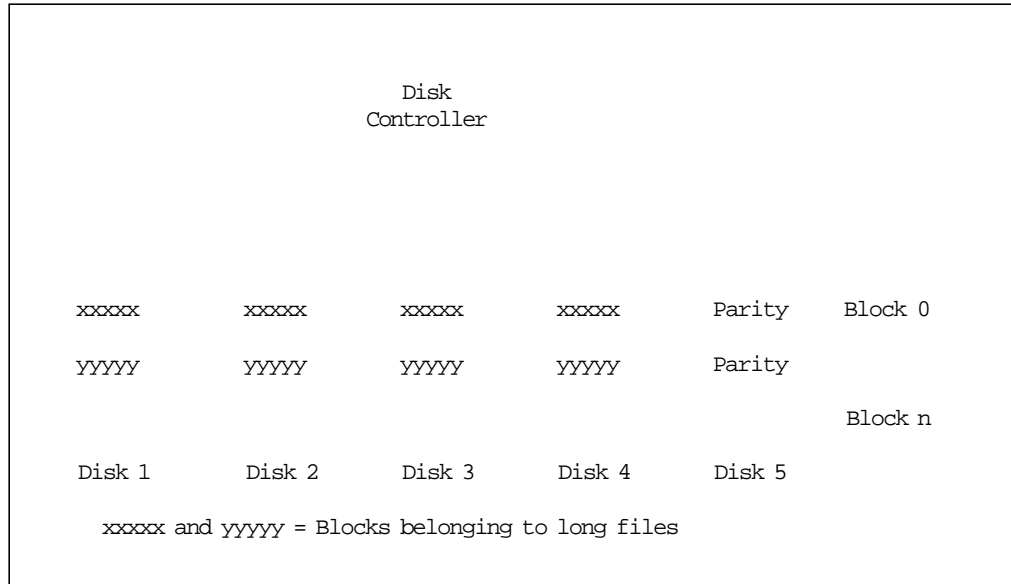 Disk
Controller
xxxxx xxxxx xxxxx xxxxx Parity Block 0
yyyyy yyyyy yyyyy yyyyy Parity
Block n
Disk 1 Disk 2 Disk 3 Disk 4 Disk 5
xxxxx and yyyyy = Blocks belonging to long files